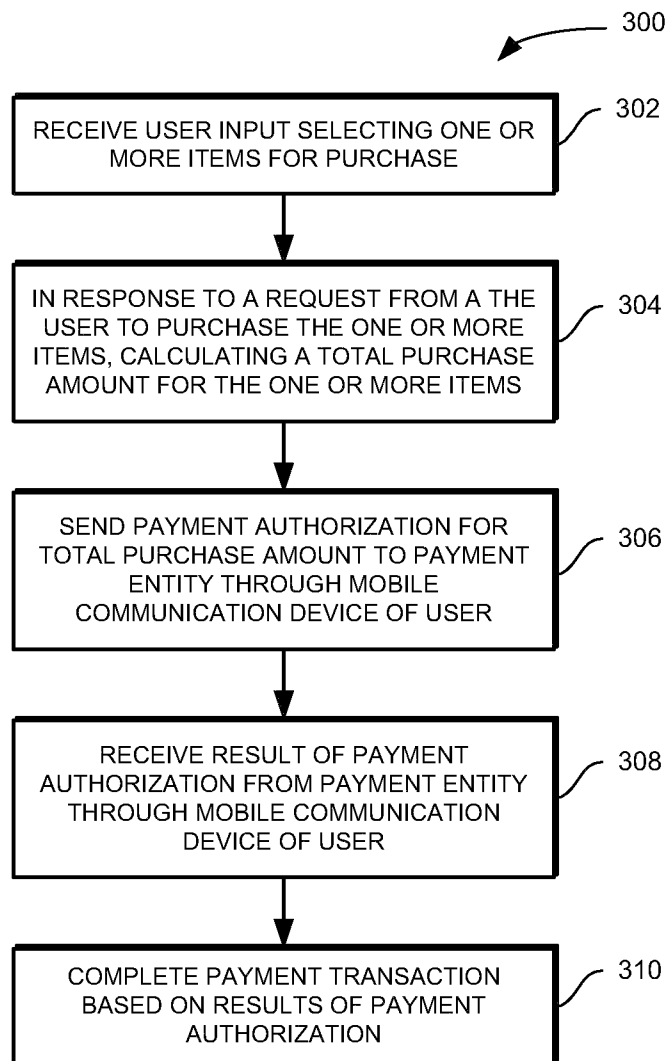 300
RECEIVE USER INPUT SELECTING ONE OR
MORE ITEMS FOR PURCHASE
302
IN RESPONSE TO A REQUEST FROM A THE
USER TO PURCHASE THE ONE OR MORE
ITEMS, CALCULATING A TOTAL PURCHASE
AMOUNT FOR THE ONE OR MORE ITEMS
304
SEND PAYMENT AUTHORIZATION FOR
TOTAL PURCHASE AMOUNT TO PAYMENT
ENTITY THROUGH MOBILE
COMMUNICATION DEVICE OF USER
306
RECEIVE RESULT OF PAYMENT
AUTHORIZATION FROM PAYMENT ENTITY
THROUGH MOBILE COMMUNICATION
DEVICE OF USER
308
COMPLETE PAYMENT TRANSACTION
BASED ON RESULTS OF PAYMENT
AUTHORIZATION
310